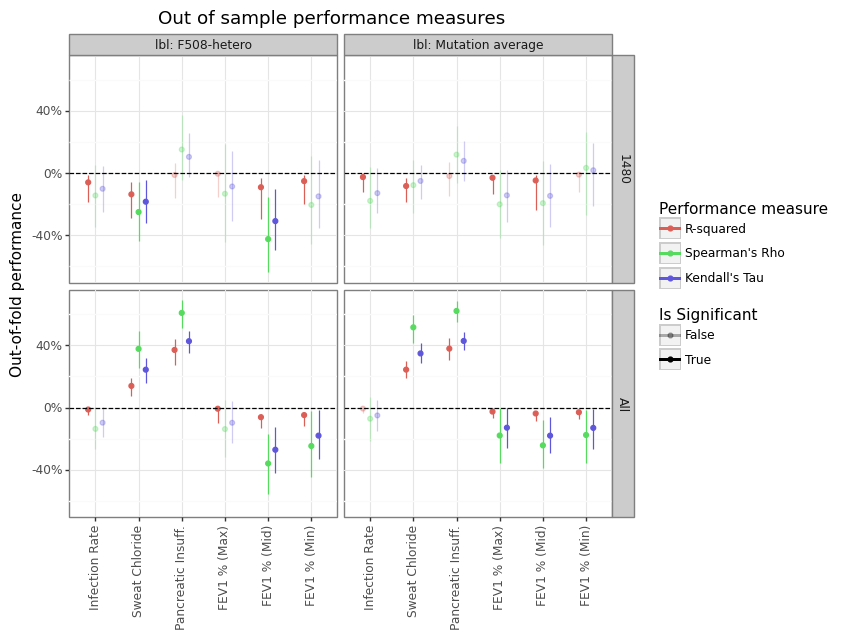 Out of sample performance measures
lbl: F508-hetero
lbl: Mutation average
Out-of-fold performance
40%
0%
-40%
1480
40%
0%
-40%
All
Infection Rate
Sweat Chloride
Pancreatic Insuff.
FEV1 % (Max)
FEV1 % (Mid)
FEV1 % (Min)
Infection Rate
Sweat Chloride
Pancreatic Insuff.
FEV1 % (Max)
FEV1 % (Mid)
FEV1 % (Min)
Performance measure
R-squared
Spearman's Rho
Kendall's Tau
Is Significant
False
True